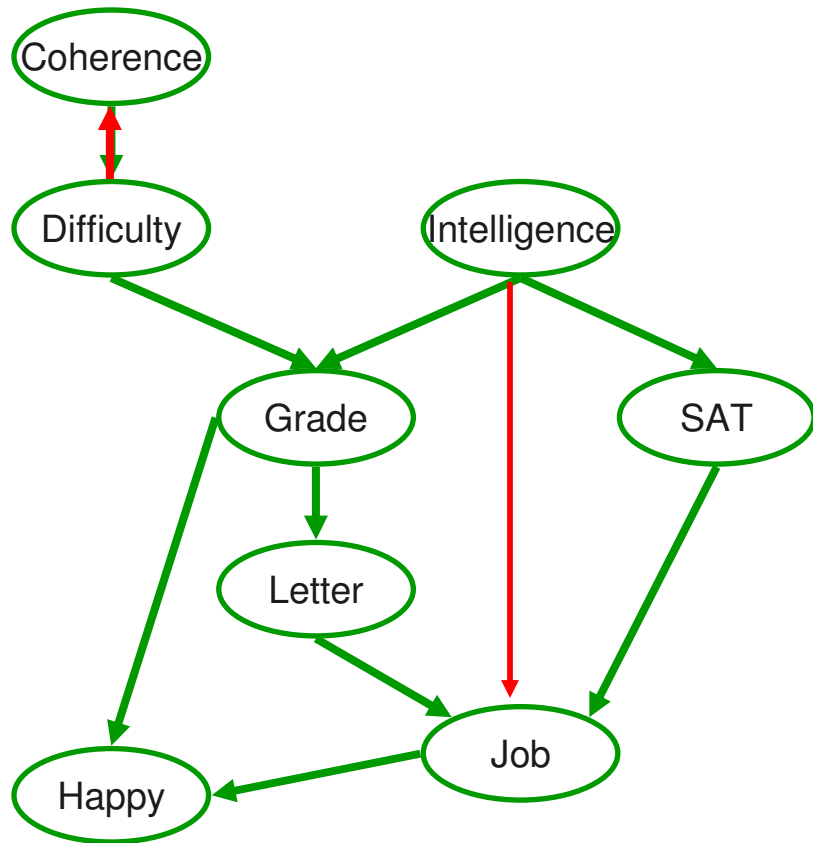 Coherence
Difficulty
Intelligence
Grade
SAT
Letter
Job
Happy